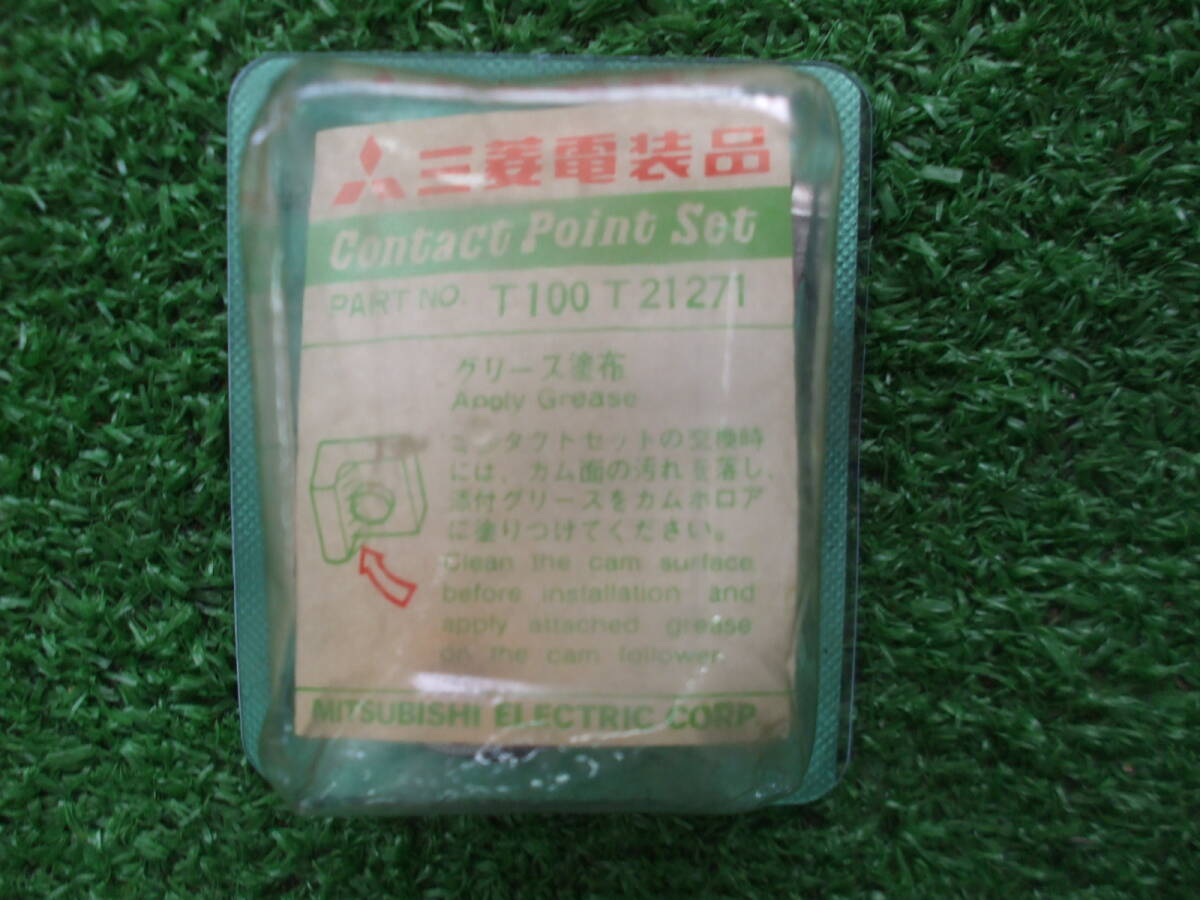 三菱電装品
Contact Point Set
PART NO. T100T21271
グリース塗布
Apply Grease
コンタクトセットの交換時
には、カム面の汚れを落し、
添付グリースをカムホロア
に塗りつけてください。
Clean the cam surface
before installation and
apply attached grease
on the cam follower.
MITSUBISHI ELECTRIC CORP.